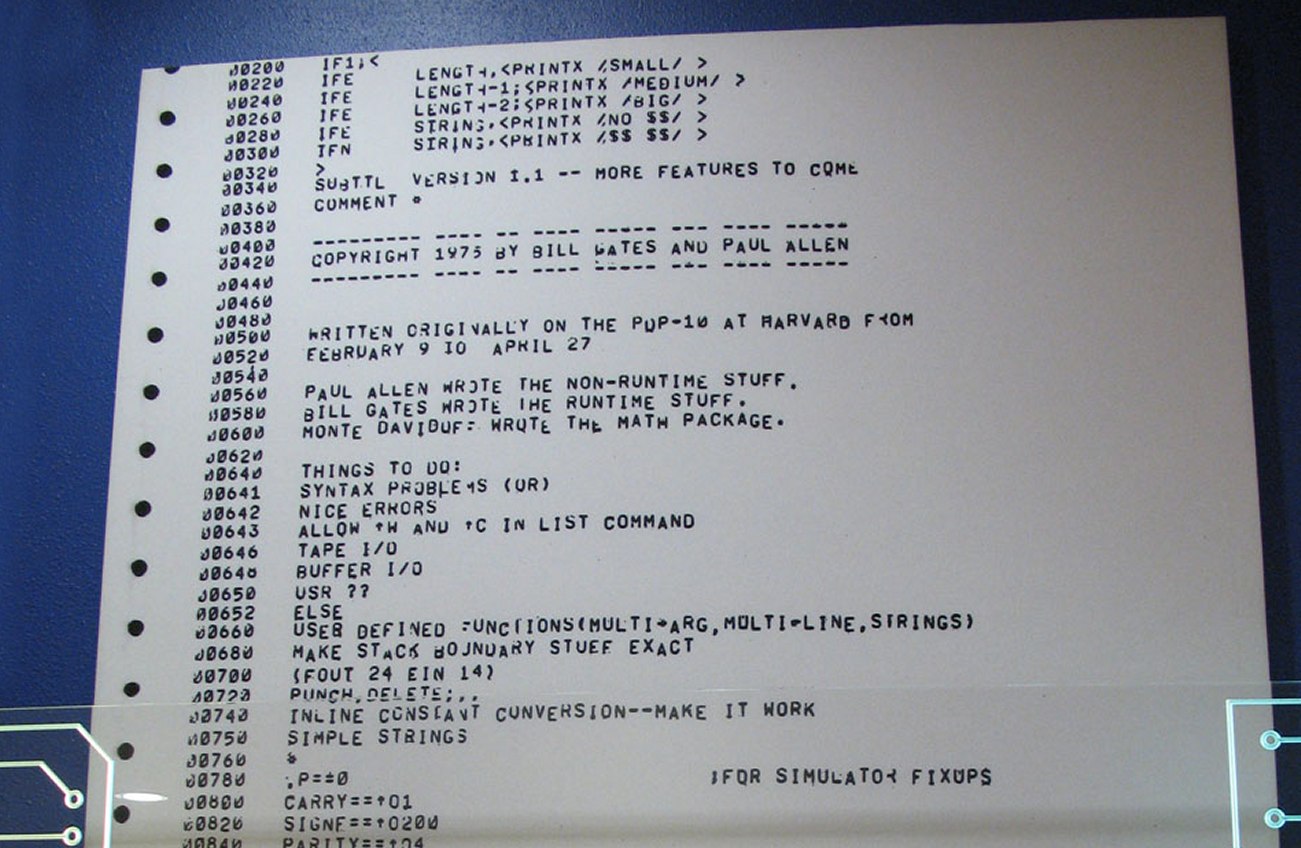 00200 IF1,<
00220 IFE LENGTH,<PRINTX /SMALL/ >
00240 IFE LENGTH-1,<PRINTX /MEDIUM/ >
00260 IFE LENGTH-2,<PRINTX /BIG/ >
00280 IFE STRING,<PRINTX /NO $$/ >
00300 IFN STRING,<PRINTX /$$ $$/ >
00320 >
00340 SUBTTL VERSION 1.1 -- MORE FEATURES TO COME
00360 COMMENT *
00380
00400 --------- ---- -- ---- ----- --- ---- -----
00420 COPYRIGHT 1975 BY BILL GATES AND PAUL ALLEN
00440 --------- ---- -- ---- ----- --- ---- -----
00460
00480
00500 WRITTEN ORIGINALLY ON THE PDP-10 AT HARVARD FROM
00520 FEBRUARY 9 TO APRIL 27
00540
00560 PAUL ALLEN WROTE THE NON-RUNTIME STUFF.
00580 BILL GATES WROTE THE RUNTIME STUFF.
00600 MONTE DAVIDOFF WROTE THE MATH PACKAGE.
00620
00640 THINGS TO DO:
00641 SYNTAX PROBLEMS (OR)
00642 NICE ERRORS
00643 ALLOW ↑W AND ↑C IN LIST COMMAND
00646 TAPE I/O
00648 BUFFER I/O
00650 USR ??
00652 ELSE
00660 USER DEFINED FUNCTIONS(MULTI-ARG,MULTI-LINE,STRINGS)
00680 MAKE STACK BOUNDARY STUFF EXACT
00700 (FOUT 24 FIN 14)
00720 PUNCH,DELETE;,,
00740 INLINE CONSTANT CONVERSION--MAKE IT WORK
00750 SIMPLE STRINGS
00760 *
00780 .P==0 ;FOR SIMULATOR FIXUPS
00800 CARRY==↑O1
00820 SIGNF==↑O200
00840 PARITY==↑O4